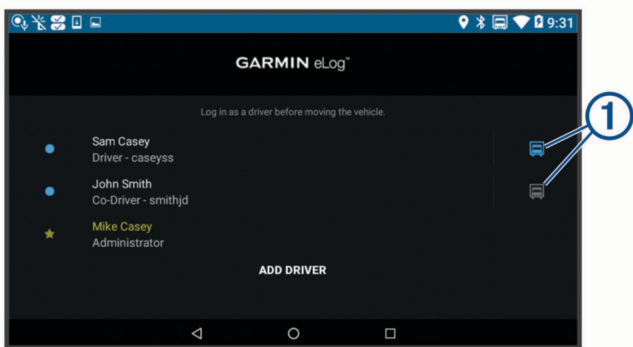 9:31
GARMIN eLog™
Log in as a driver before moving the vehicle.
Sam Casey
Driver - caseyss
John Smith
Co-Driver - smithjd
Mike Casey
Administrator
ADD DRIVER
1